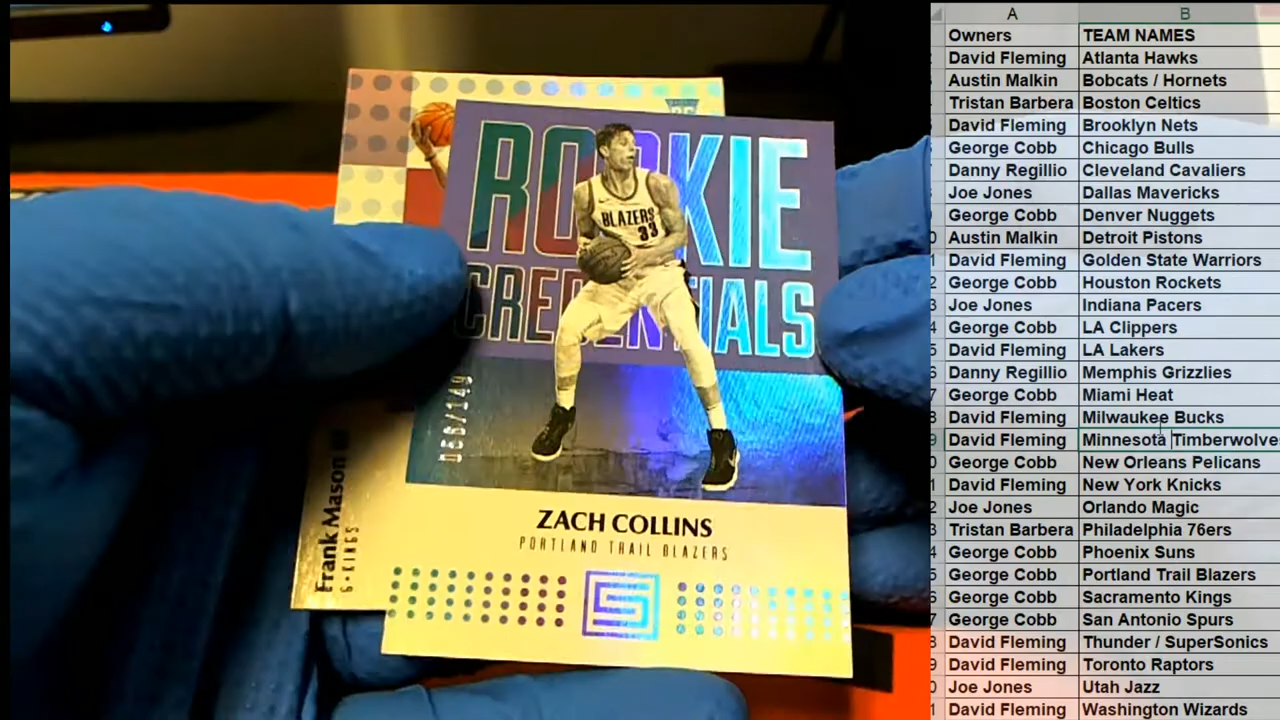 ROOKIE
CREDENTIALS
BLAZERS
33
056/149
ZACH COLLINS
PORTLAND TRAIL BLAZERS
Frank Mason III
G-KINGS
A B
Owners TEAM NAMES
David Fleming Atlanta Hawks
Austin Malkin Bobcats / Hornets
Tristan Barbera Boston Celtics
David Fleming Brooklyn Nets
George Cobb Chicago Bulls
Danny Regillio Cleveland Cavaliers
Joe Jones Dallas Mavericks
George Cobb Denver Nuggets
Austin Malkin Detroit Pistons
David Fleming Golden State Warriors
George Cobb Houston Rockets
Joe Jones Indiana Pacers
George Cobb LA Clippers
David Fleming LA Lakers
Danny Regillio Memphis Grizzlies
George Cobb Miami Heat
David Fleming Milwaukee Bucks
David Fleming Minnesota Timberwolve
George Cobb New Orleans Pelicans
David Fleming New York Knicks
Joe Jones Orlando Magic
Tristan Barbera Philadelphia 76ers
George Cobb Phoenix Suns
George Cobb Portland Trail Blazers
George Cobb Sacramento Kings
George Cobb San Antonio Spurs
David Fleming Thunder / SuperSonics
David Fleming Toronto Raptors
Joe Jones Utah Jazz
David Fleming Washington Wizards